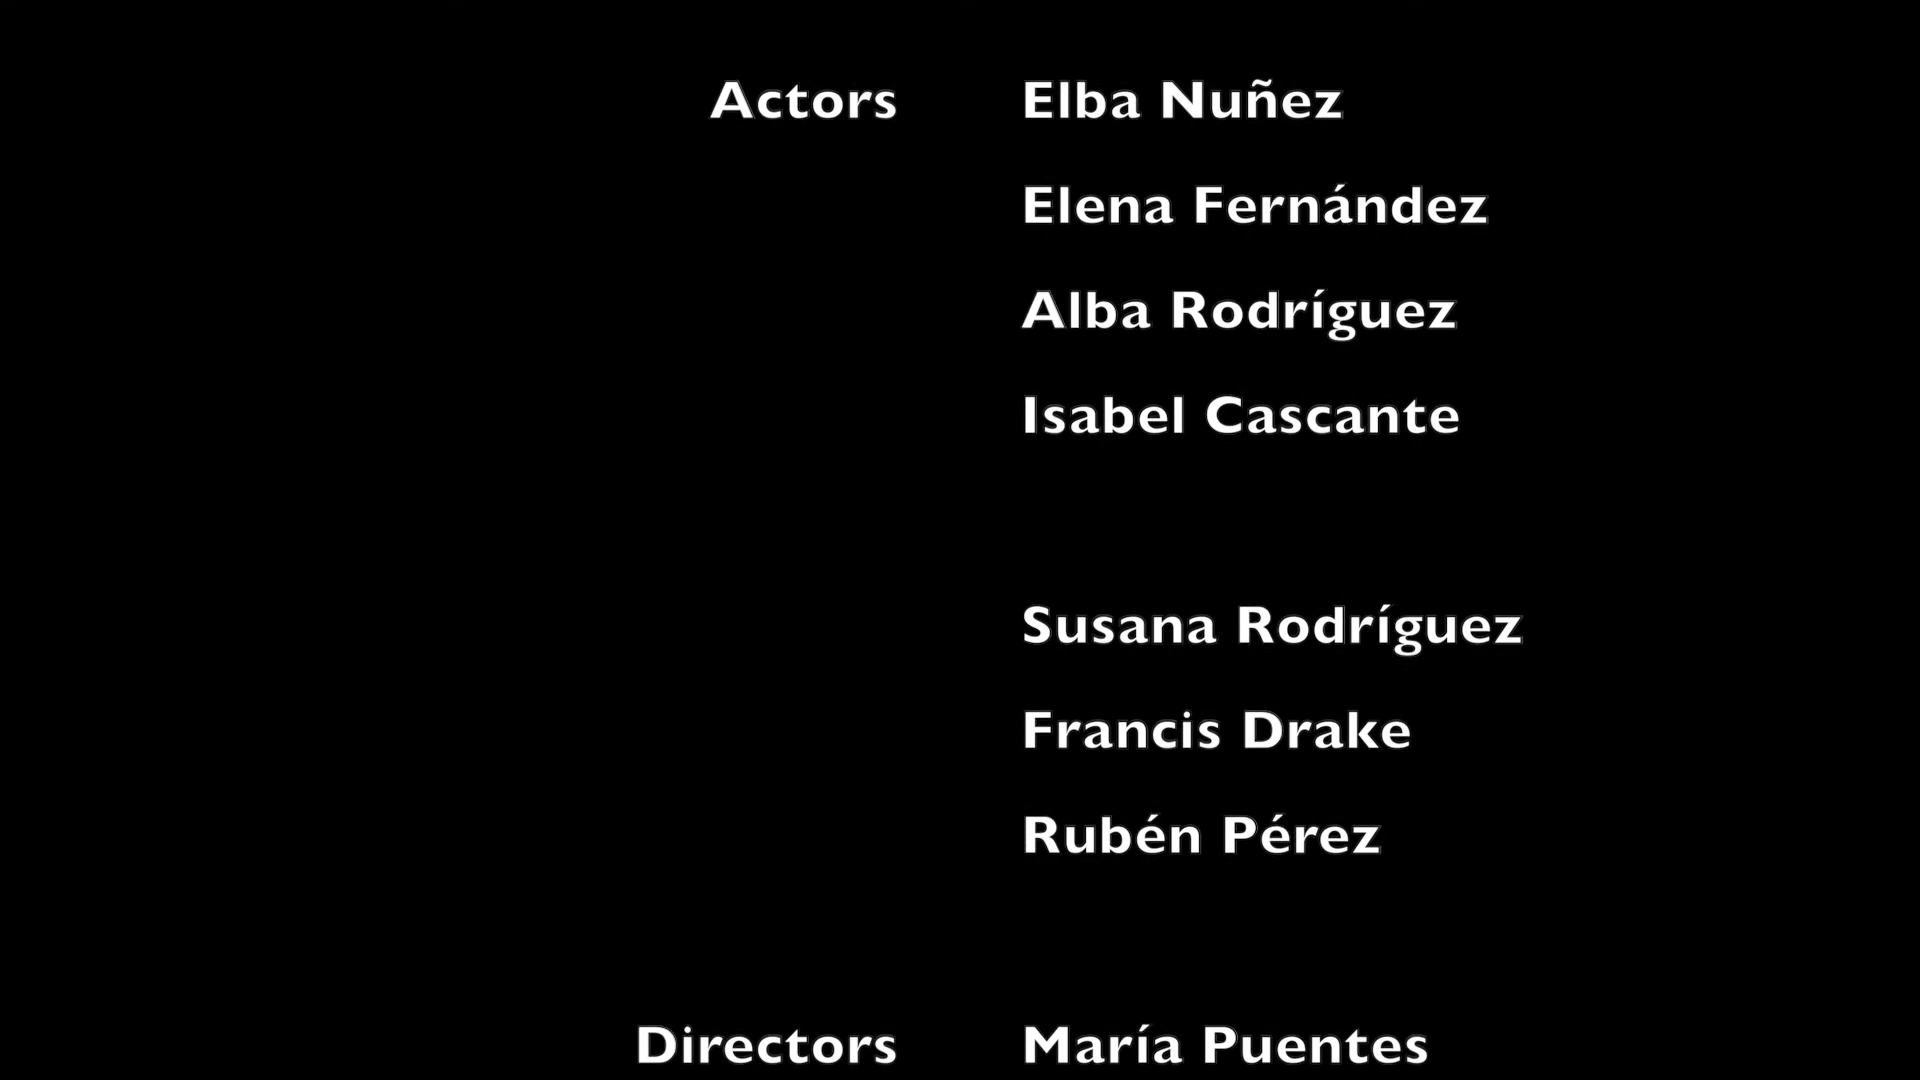 Actors Elba Nuñez
Elena Fernández
Alba Rodríguez
Isabel Cascante
Susana Rodríguez
Francis Drake
Rubén Pérez
Directors María Puentes